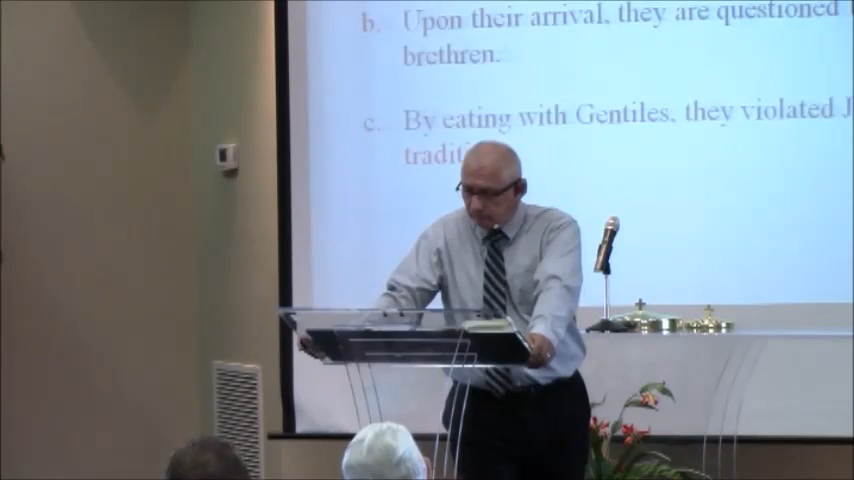 b. Upon their arrival, they are questioned
brethren.
c. By eating with Gentiles, they violated